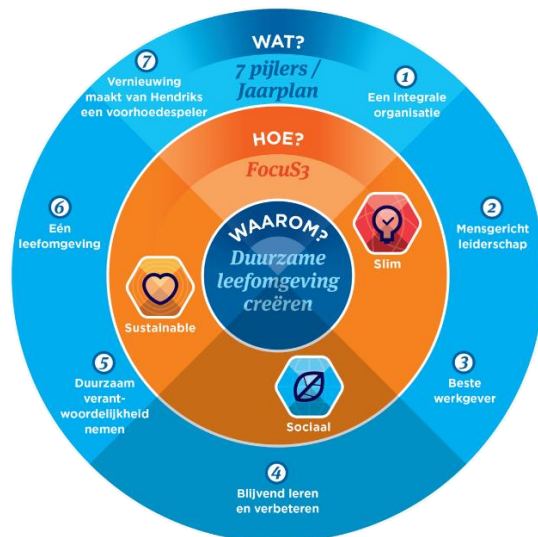 WAT?
7 pijlers /
Jaarplan
1
Een Integrale
organisatie
2
Mensgericht
leiderschap
3
Beste
werkgever
4
Blijvend leren
en verbeteren
5
Duurzaam
verant-
woordelijkheid
nemen
6
Eén
leefomgeving
7
Vernieuwing
maakt van Hendriks
een voorhoedespeler
HOE?
FocuS3
Slim
Sociaal
Sustainable
WAAROM?
Duurzame
leefomgeving
creëren